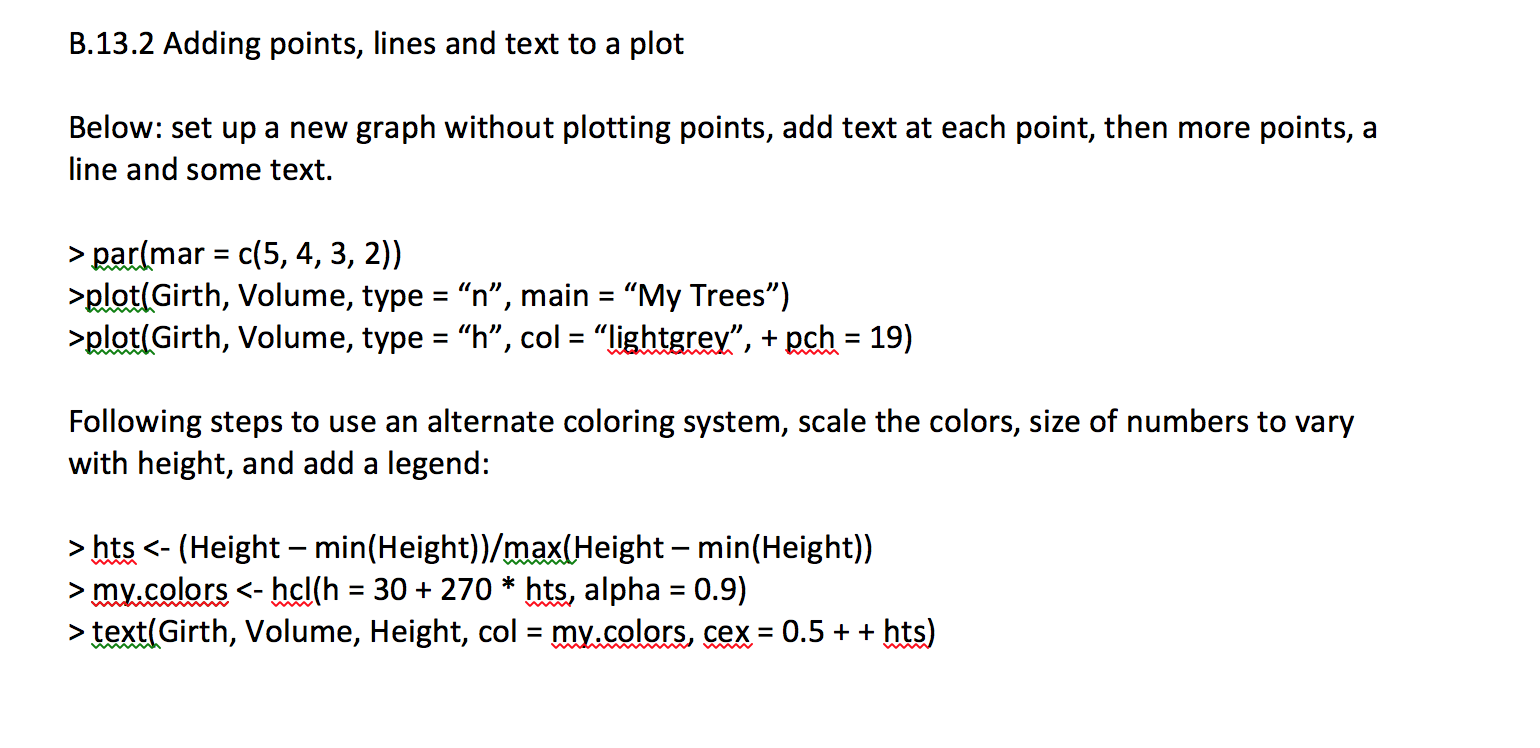 B.13.2 Adding points, lines and text to a plot
Below: set up a new graph without plotting points, add text at each point, then more points, a
line and some text.
> par(mar = c(5, 4, 3, 2))
>plot(Girth, Volume, type = “n”, main = “My Trees”)
>plot(Girth, Volume, type = “h”, col = “lightgrey”, + pch = 19)
Following steps to use an alternate coloring system, scale the colors, size of numbers to vary
with height, and add a legend:
> hts <- (Height – min(Height))/max(Height – min(Height))
> my.colors <- hcl(h = 30 + 270 * hts, alpha = 0.9)
> text(Girth, Volume, Height, col = my.colors, cex = 0.5 + + hts)